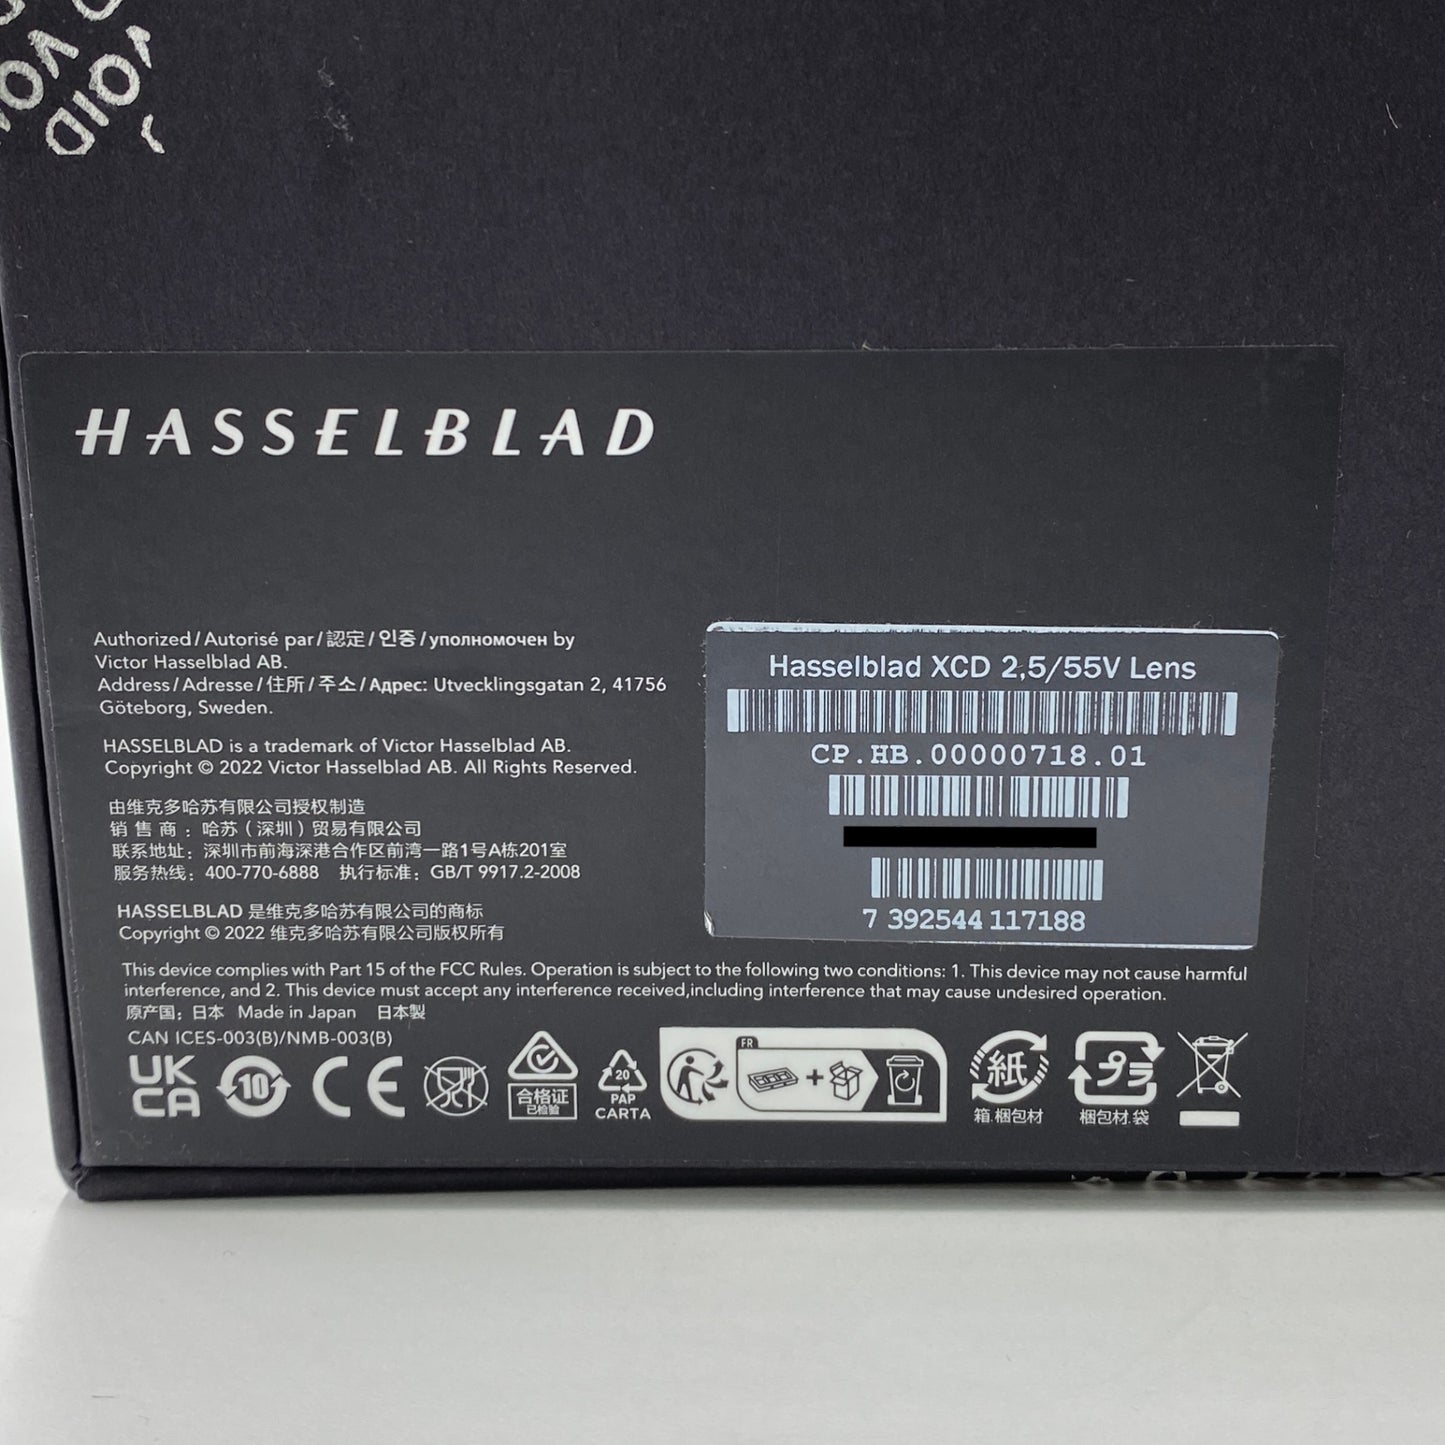 VOID
VOID
HASSELBLAD
Authorized / Autorisé par / 認定 / 인증 / уполномочен by
Victor Hasselblad AB.
Address / Adresse / 住所 / 주소 / Адрес: Utvecklingsgatan 2, 41756
Göteborg, Sweden.
HASSELBLAD is a trademark of Victor Hasselblad AB.
Copyright © 2022 Victor Hasselblad AB. All Rights Reserved.
由维克多哈苏有限公司授权制造
销 售 商 ：哈苏（深圳）贸易有限公司
联系地址：深圳市前海深港合作区前湾一路1号A栋201室
服务热线：400-770-6888 执行标准：GB/T 9917.2-2008
HASSELBLAD 是维克多哈苏有限公司的商标
Copyright © 2022 维克多哈苏有限公司版权所有
Hasselblad XCD 2,5/55V Lens
CP.HB.00000718.01
7 392544 117188
This device complies with Part 15 of the FCC Rules. Operation is subject to the following two conditions: 1. This device may not cause harmful
interference, and 2. This device must accept any interference received,including interference that may cause undesired operation.
原产国：日本 Made in Japan 日本製
CAN ICES-003(B)/NMB-003(B)
UK
CA
10
CE
合格证
已检验
20
PAP
CARTA
FR
+
紙
箱.梱包材
プラ
梱包材.袋